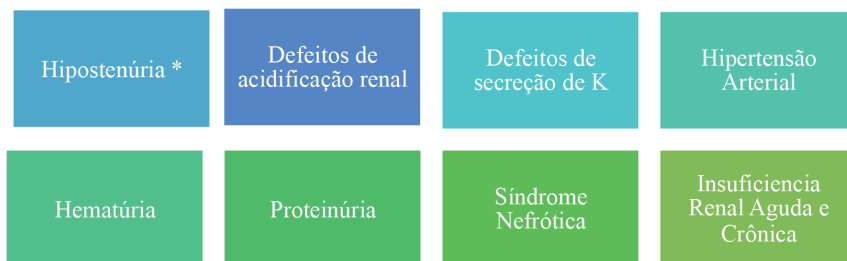 Hipostenúria *
Defeitos de
acidificação renal
Defeitos de
secreção de K
Hipertensão
Arterial
Hematúria
Proteinúria
Síndrome
Nefrótica
Insuficiencia
Renal Aguda e
Crônica